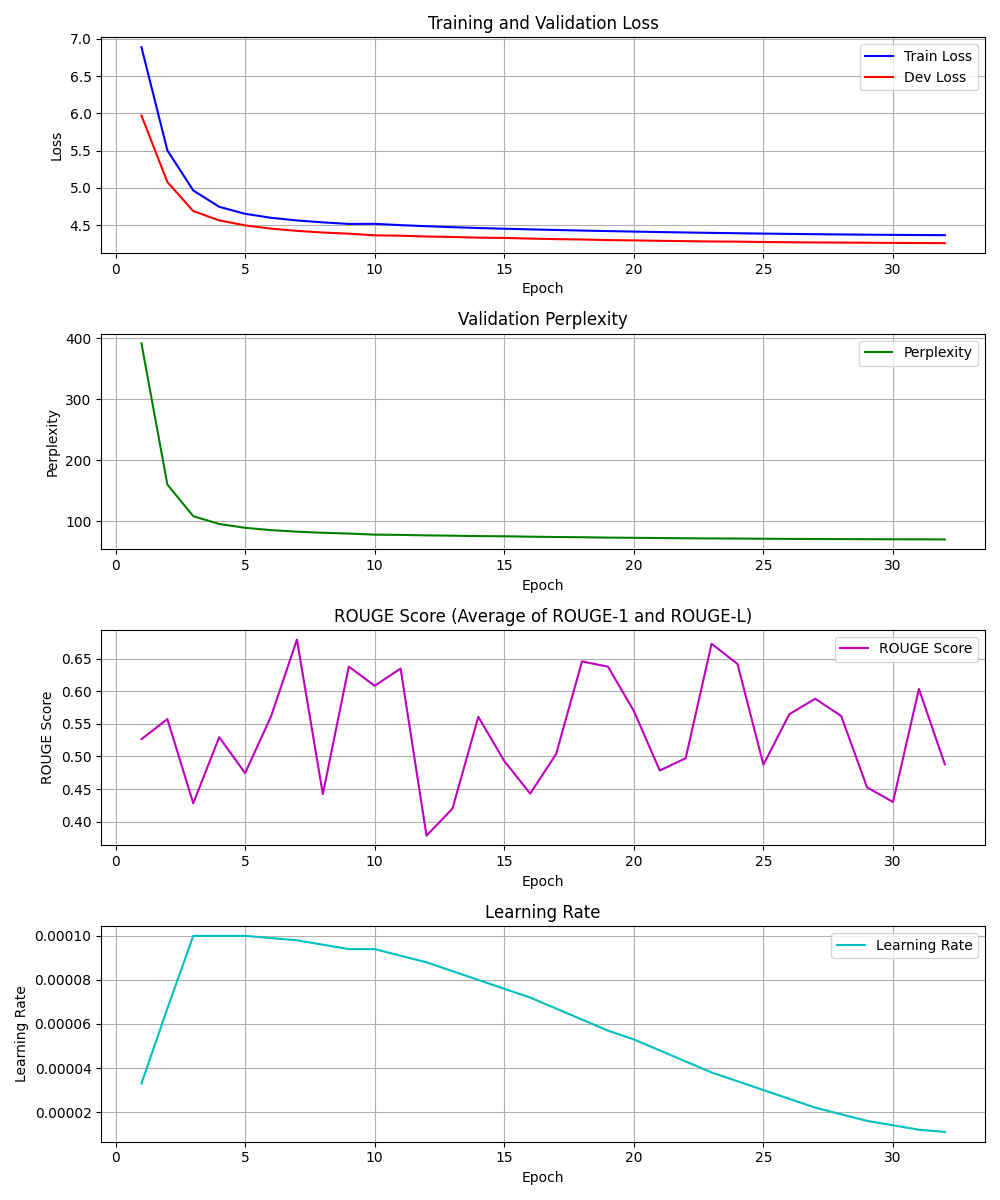 Training and Validation Loss
Train Loss
Dev Loss
7.0
6.5
6.0
5.5
5.0
4.5
Loss
0 5 10 15 20 25 30
Epoch
Validation Perplexity
Perplexity
400
300
200
100
Perplexity
0 5 10 15 20 25 30
Epoch
ROUGE Score (Average of ROUGE-1 and ROUGE-L)
ROUGE Score
0.65
0.60
0.55
0.50
0.45
0.40
ROUGE Score
0 5 10 15 20 25 30
Epoch
Learning Rate
Learning Rate
0.00010
0.00008
0.00006
0.00004
0.00002
Learning Rate
0 5 10 15 20 25 30
Epoch